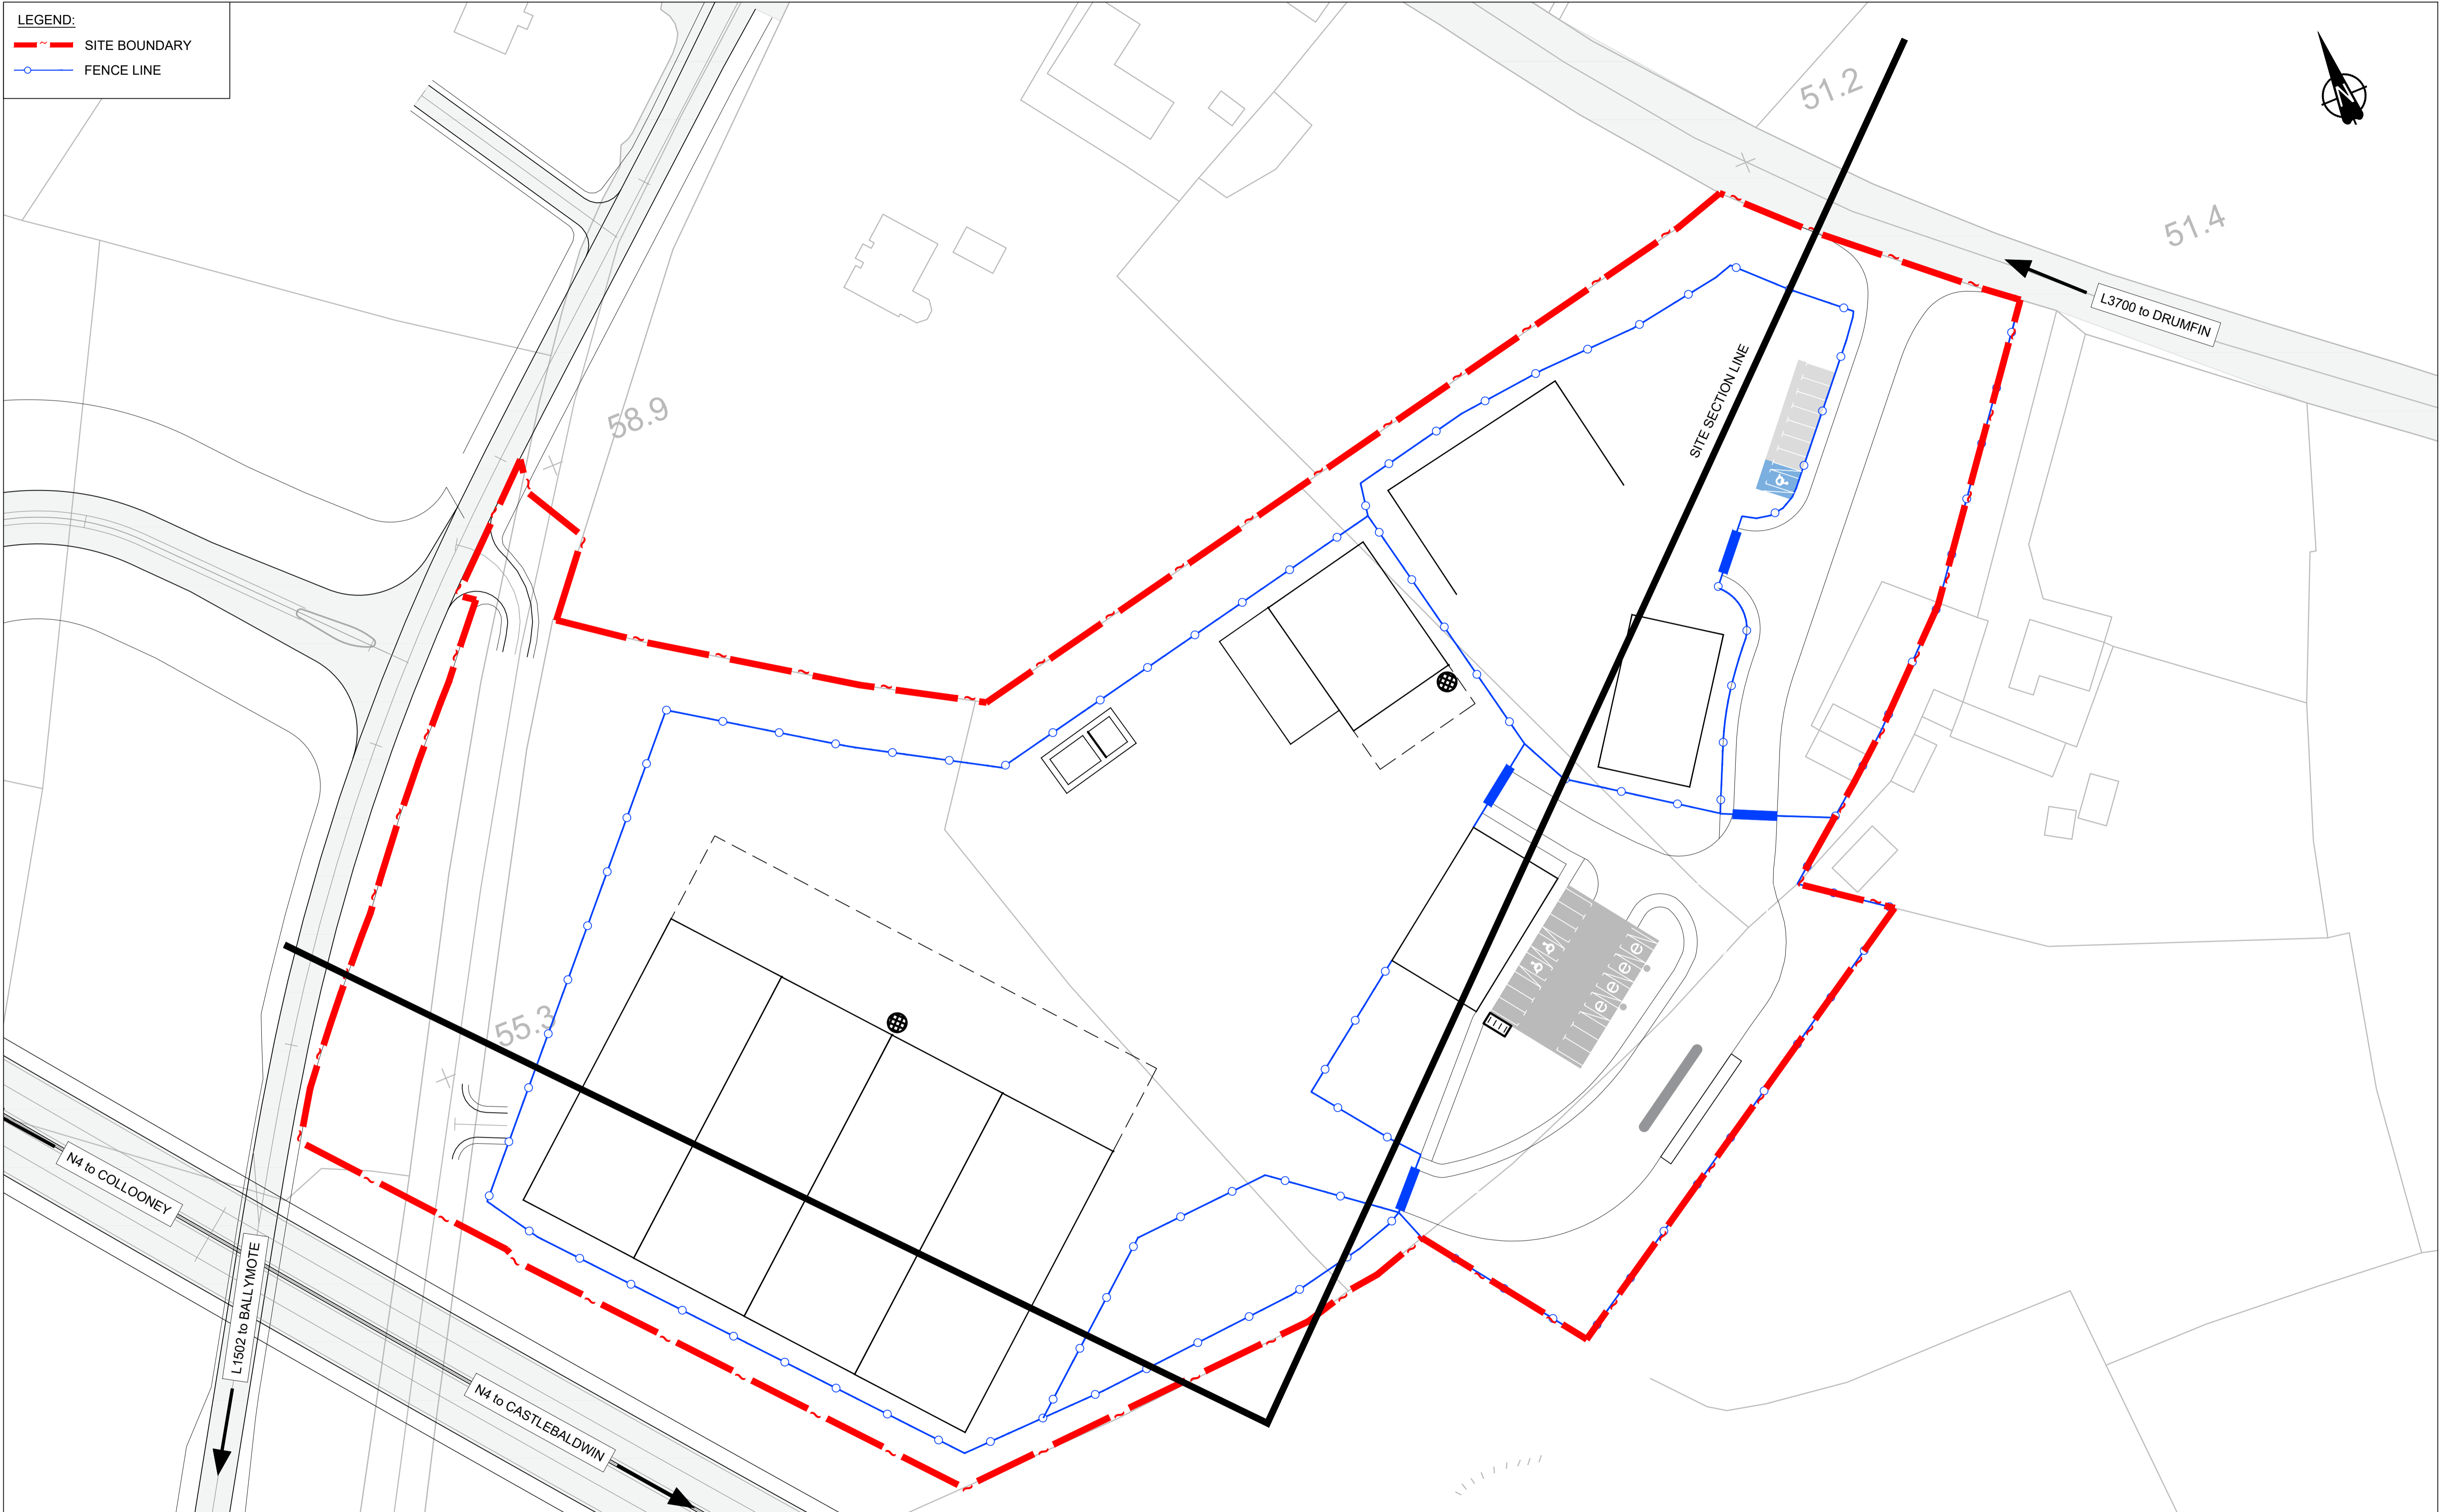 LEGEND:
SITE BOUNDARY
FENCE LINE
51.2
N
51.4
L3700 to DRUMFIN
SITE SECTION LINE
58.9
55.3
N4 to COLLOONEY
L1502 to BALLYMOTE
N4 to CASTLEBALDWIN
e
e
e
e